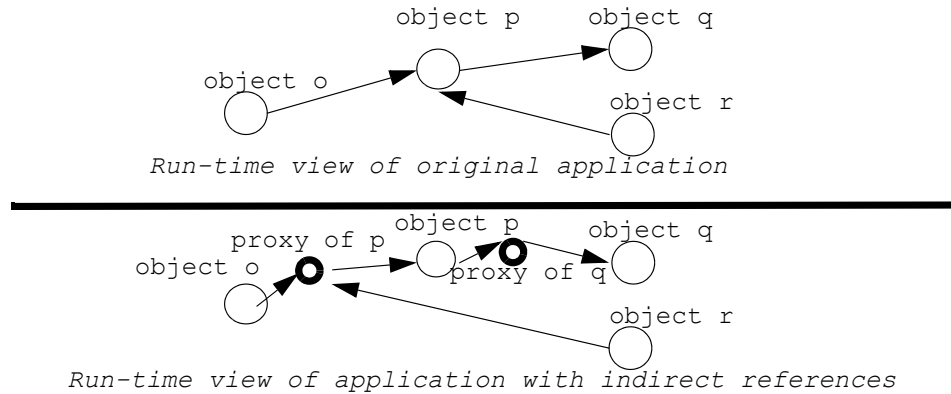 object p
object q
object o
object r
Run-time view of original application
object p
object q
proxy of p
object o
proxy of q
object r
Run-time view of application with indirect references